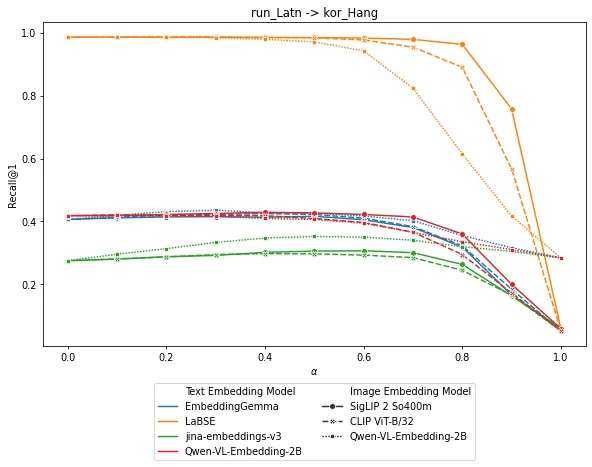 run_Latn -> kor_Hang
1.0
0.8
0.6
0.4
0.2
Recall@1
0.0 0.2 0.4 0.6 0.8 1.0
α
Text Embedding Model Image Embedding Model
EmbeddingGemma SigLIP 2 So400m
LaBSE CLIP ViT-B/32
jina-embeddings-v3 Qwen-VL-Embedding-2B
Qwen-VL-Embedding-2B